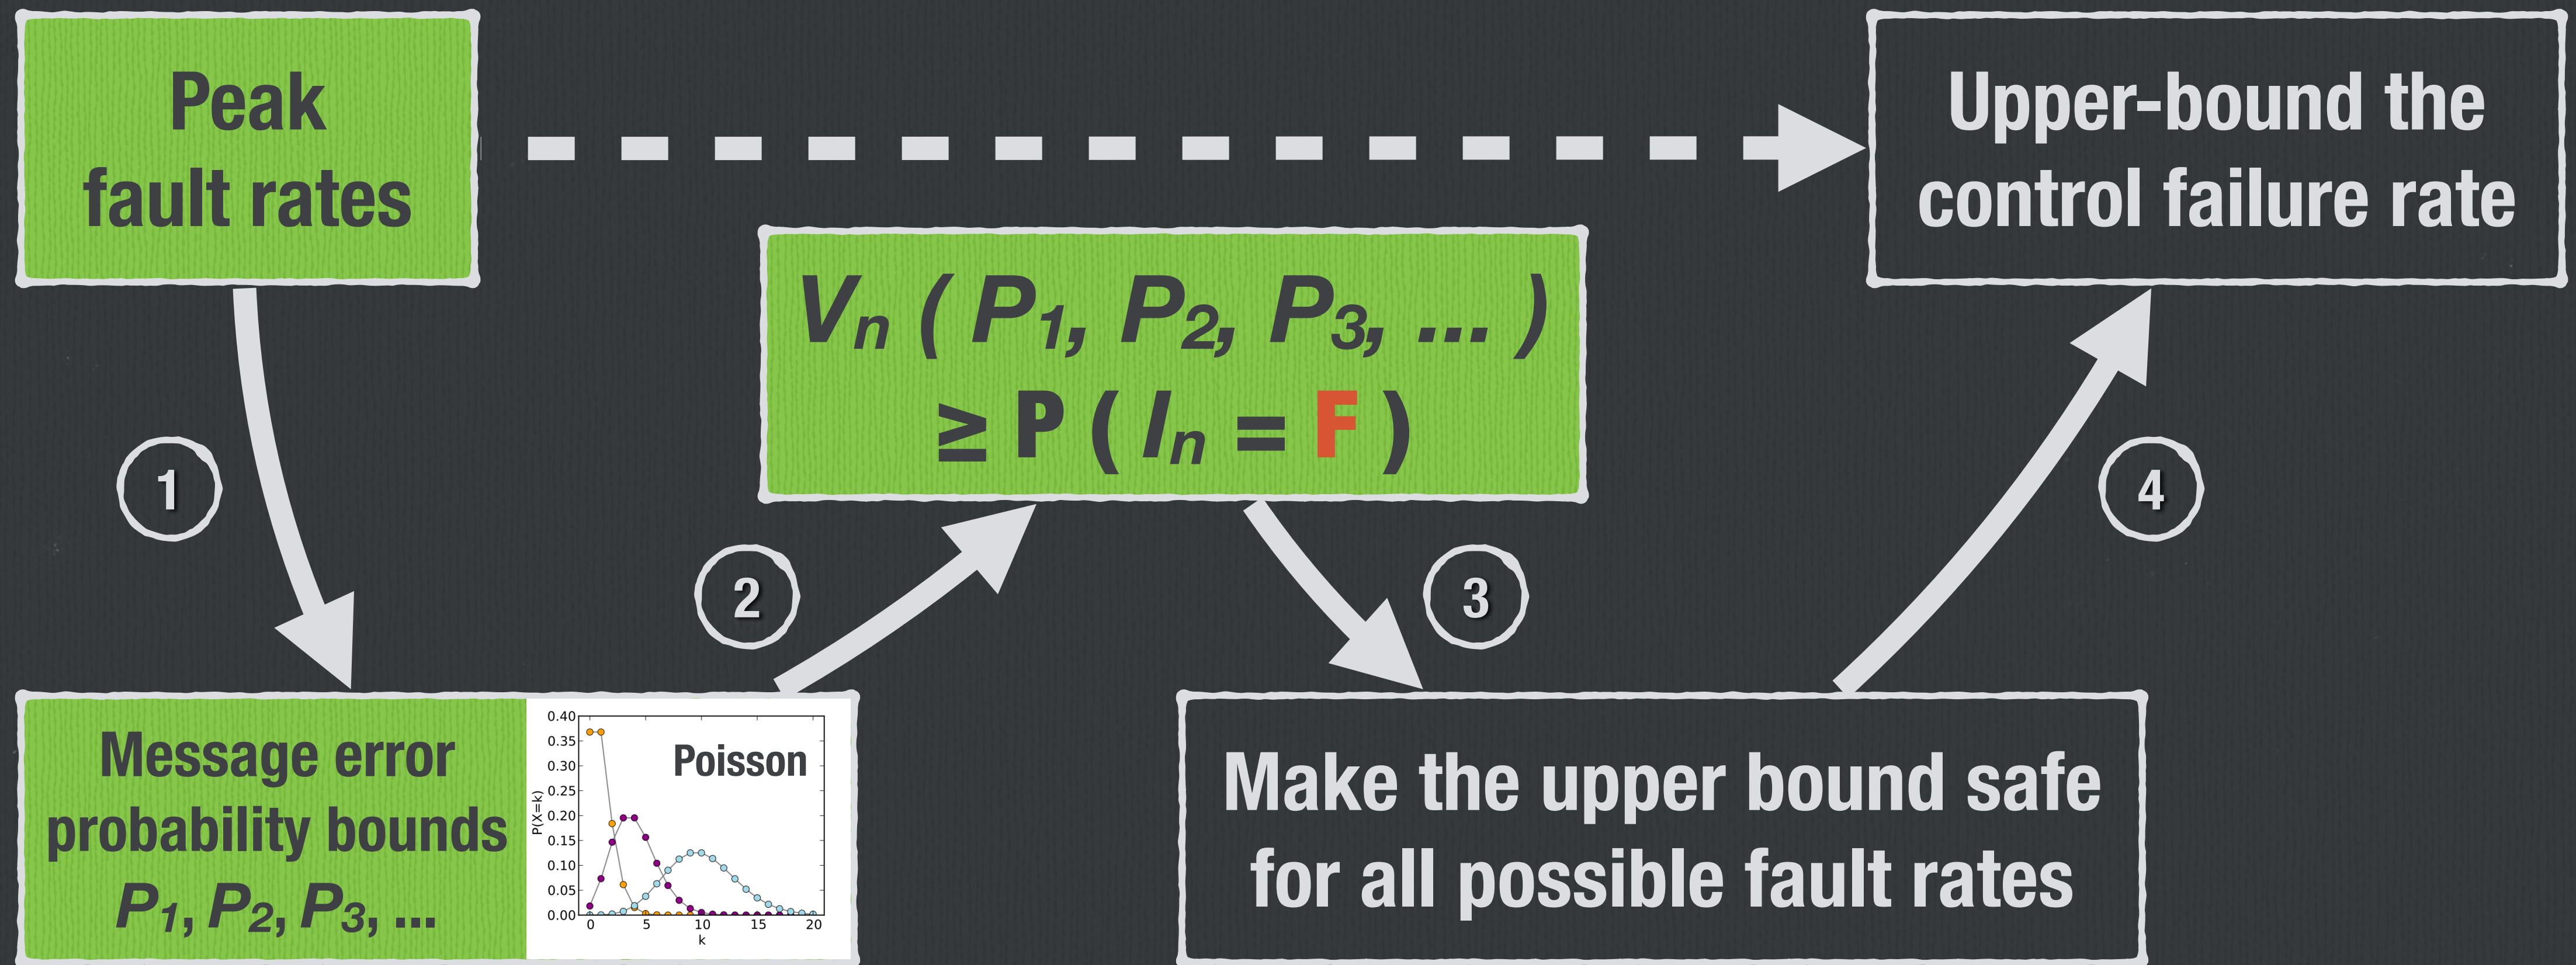 Peak
fault rates
Upper-bound the
control failure rate
Vn ( P1, P2, P3, ... )
≥ P ( In = F )
1
2
3
4
Message error
probability bounds
P1, P2, P3, ...
Poisson
P(X=k)
0.40
0.35
0.30
0.25
0.20
0.15
0.10
0.05
0.00
0 5 10 15 20
k
Make the upper bound safe
for all possible fault rates